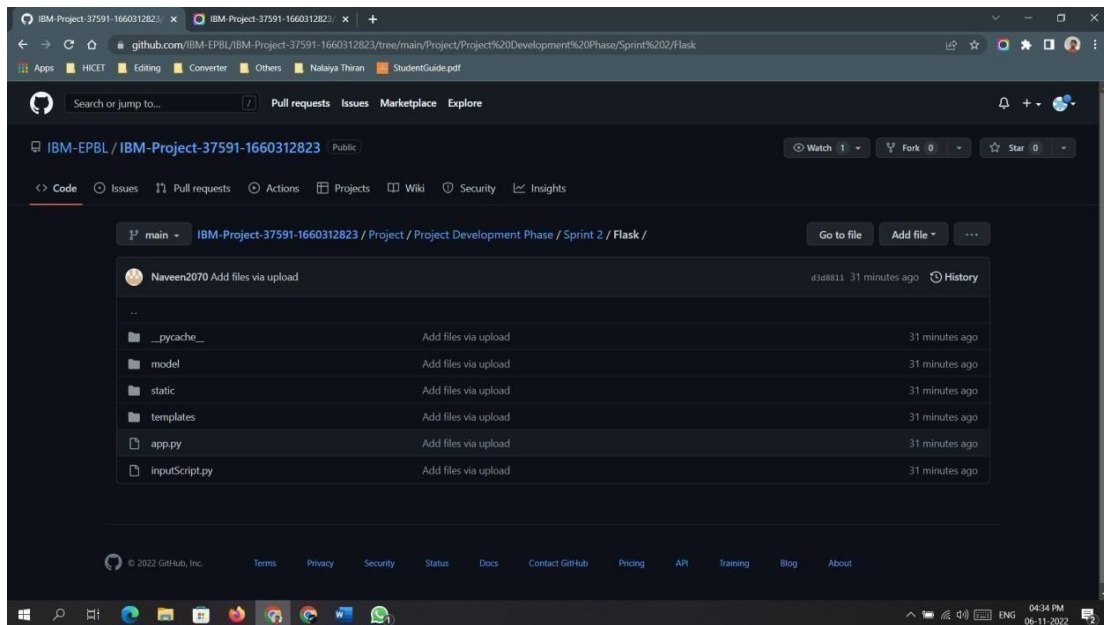 IBM-Project-37591-1660312823/ IBM-Project-37591-1660312823/
github.com/IBM-EPBL/IBM-Project-37591-1660312823/tree/main/Project/Project%20Development%20Phase/Sprint%202/Flask
Apps HICET Editing Converter Others Nalaiya Thiran StudentGuide.pdf
Search or jump to... / Pull requests Issues Marketplace Explore
IBM-EPBL / IBM-Project-37591-1660312823 Public Watch 1 Fork 0 Star 0
<> Code Issues Pull requests Actions Projects Wiki Security Insights
main IBM-Project-37591-1660312823 / Project / Project Development Phase / Sprint 2 / Flask / Go to file Add file ...
Naveen2070 Add files via upload d3d8811 31 minutes ago History
..
__pycache__ Add files via upload 31 minutes ago
model Add files via upload 31 minutes ago
static Add files via upload 31 minutes ago
templates Add files via upload 31 minutes ago
app.py Add files via upload 31 minutes ago
inputScript.py Add files via upload 31 minutes ago
© 2022 GitHub, Inc. Terms Privacy Security Status Docs Contact GitHub Pricing API Training Blog About
ENG 04:34 PM
06-11-2022